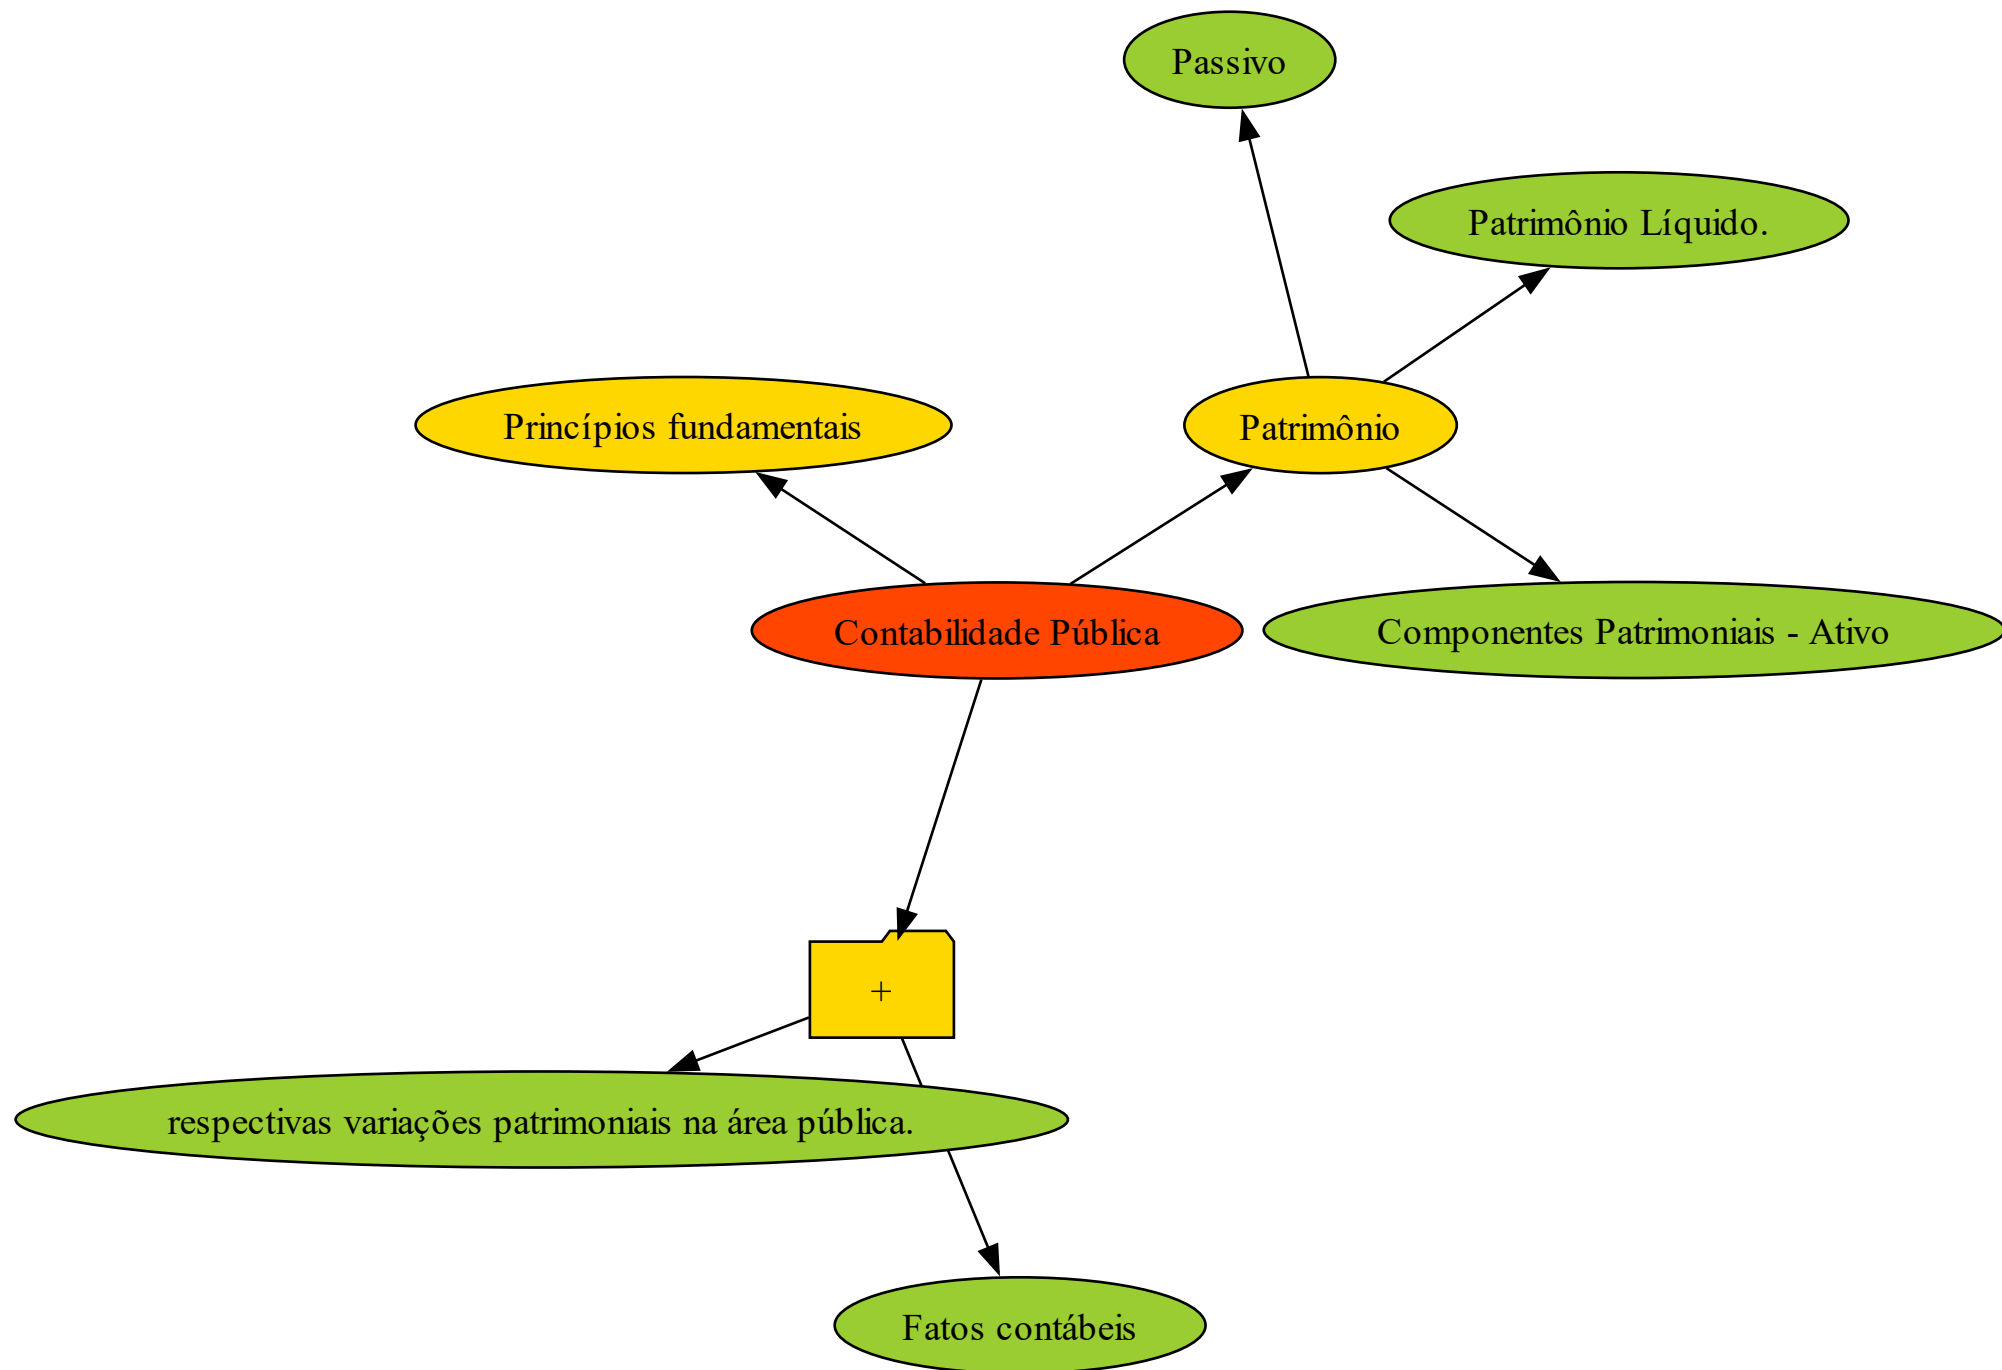 Passivo
Patrimônio Líquido.
Princípios fundamentais
Patrimônio
Contabilidade Pública
Componentes Patrimoniais - Ativo
+
respectivas variações patrimoniais na área pública.
Fatos contábeis